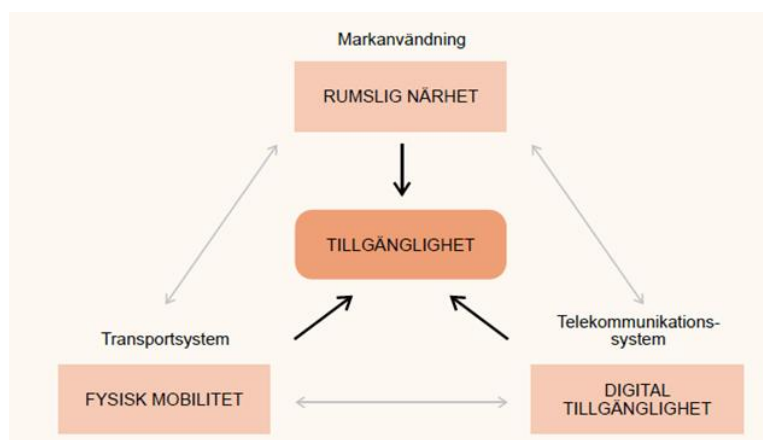 Markanvändning
RUMSLIG NÄRHET
TILLGÄNGLIGHET
Transportsystem
FYSISK MOBILITET
Telekommunikations-
system
DIGITAL
TILLGÄNGLIGHET